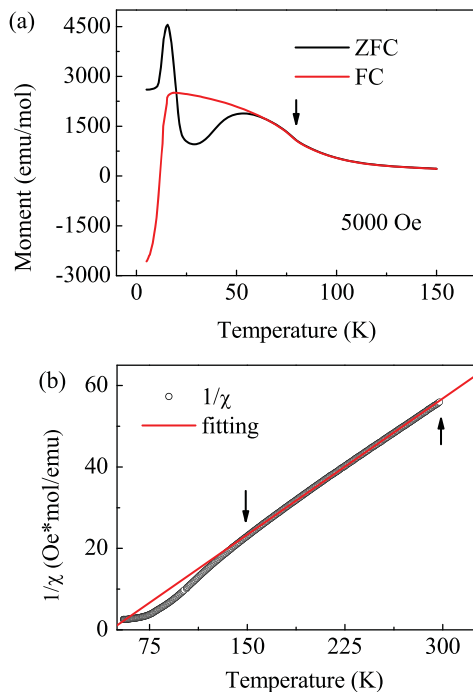 (a)
4500
3000
1500
0
-1500
-3000
Moment (emu/mol)
ZFC
FC
5000 Oe
0 50 100 150
Temperature (K)
(b)
60
40
20
0
1/χ (Oe*mol/emu)
1/χ
fitting
75 150 225 300
Temperature (K)